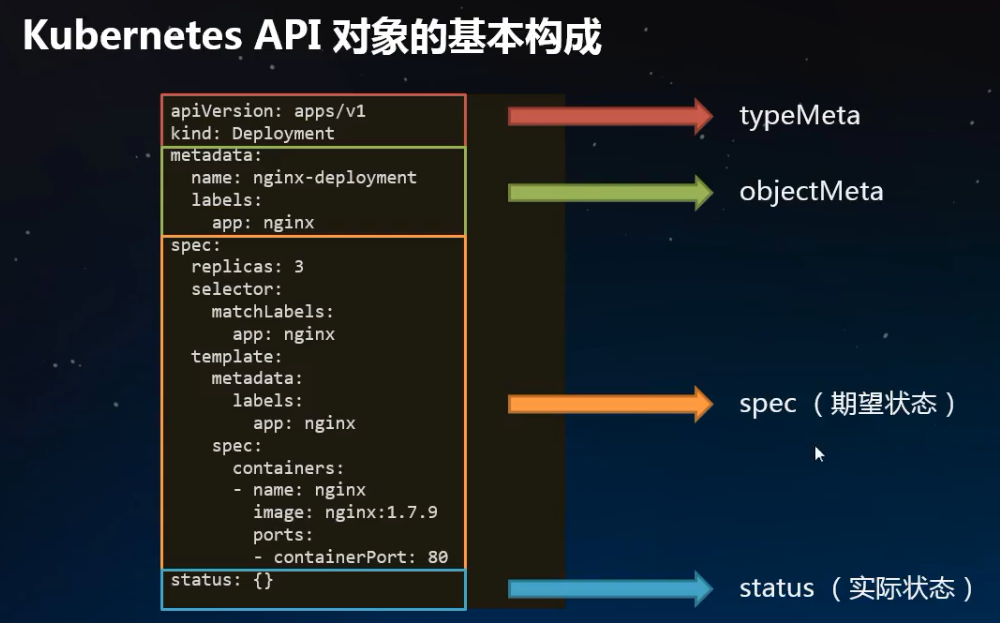 Kubernetes API 对象的基本构成
apiVersion: apps/v1
kind: Deployment
metadata:
  name: nginx-deployment
  labels:
    app: nginx
spec:
  replicas: 3
  selector:
    matchLabels:
      app: nginx
  template:
    metadata:
      labels:
        app: nginx
    spec:
      containers:
      - name: nginx
        image: nginx:1.7.9
        ports:
        - containerPort: 80
status: {}
typeMeta
objectMeta
spec （期望状态）
status （实际状态）